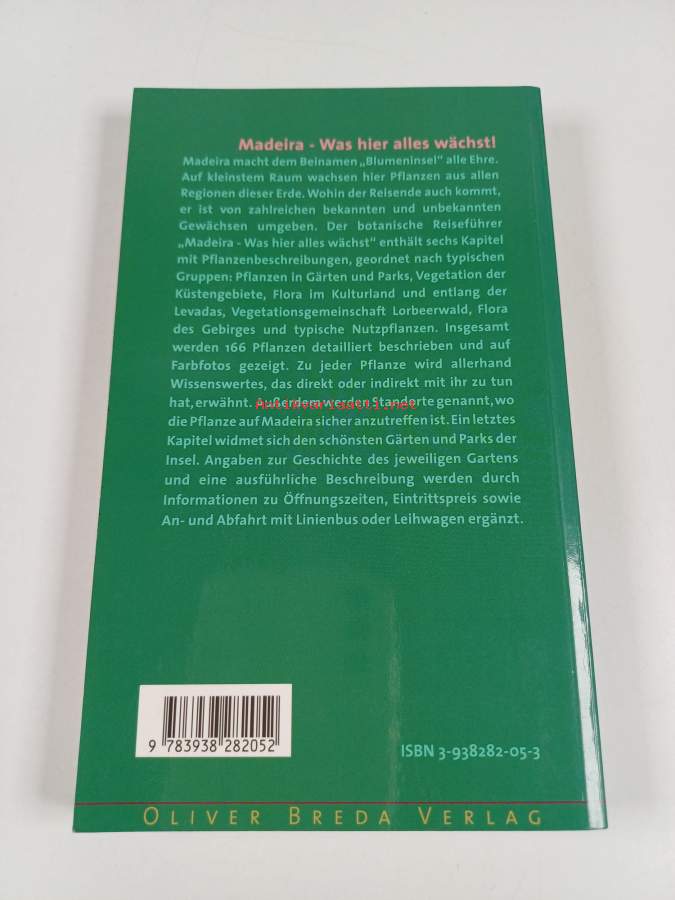 Madeira - Was hier alles wächst!
Madeira macht dem Beinamen „Blumeninsel“ alle Ehre.
Auf kleinstem Raum wachsen hier Pflanzen aus allen
Regionen dieser Erde. Wohin der Reisende auch kommt,
er ist von zahlreichen bekannten und unbekannten
Gewächsen umgeben. Der botanische Reiseführer
„Madeira - Was hier alles wächst“ enthält sechs Kapitel
mit Pflanzenbeschreibungen, geordnet nach typischen
Gruppen: Pflanzen in Gärten und Parks, Vegetation der
Küstengebiete, Flora im Kulturland und entlang der
Levadas, Vegetationsgemeinschaft Lorbeerwald, Flora
des Gebirges und typische Nutzpflanzen. Insgesamt
werden 166 Pflanzen detailliert beschrieben und auf
Farbfotos gezeigt. Zu jeder Pflanze wird allerhand
Wissenswertes, das direkt oder indirekt mit ihr zu tun
hat, erwähnt. Außerdem werden Standorte genannt, wo
Antikvariaatti.net
die Pflanze auf Madeira sicher anzutreffen ist. Ein letztes
Kapitel widmet sich den schönsten Gärten und Parks der
Insel. Angaben zur Geschichte des jeweiligen Gartens
und eine ausführliche Beschreibung werden durch
Informationen zu Öffnungszeiten, Eintrittspreis sowie
An- und Abfahrt mit Linienbus oder Leihwagen ergänzt.
9 783938 282052
ISBN 3-938282-05-3
OLIVER BREDA VERLAG